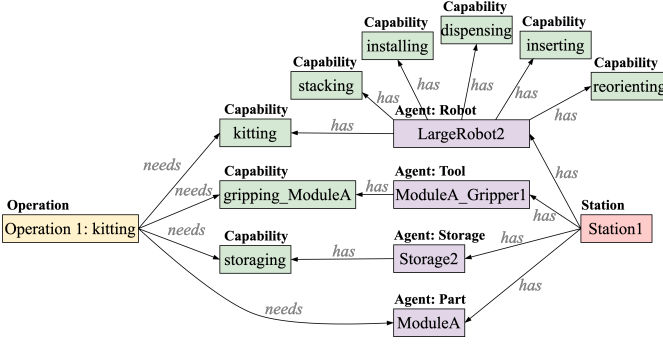 Capability
dispensing
Capability
installing
Capability
inserting
Capability
stacking
Capability
reorienting
has
has
has
has
has
Capability
kitting
has
Agent: Robot
LargeRobot2
needs
has
Capability
gripping_ModuleA
has
Agent: Tool
ModuleA_Gripper1
needs
has
Operation
Operation 1: kitting
Station
Station1
needs
Capability
storaging
has
Agent: Storage
Storage2
has
needs
Agent: Part
ModuleA
has